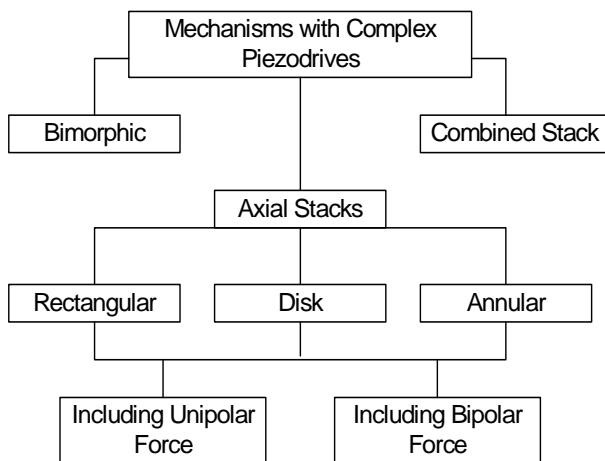 Mechanisms with Complex
Piezodrives
Bimorphic
Combined Stack
Axial Stacks
Rectangular
Disk
Annular
Including Unipolar
Force
Including Bipolar
Force